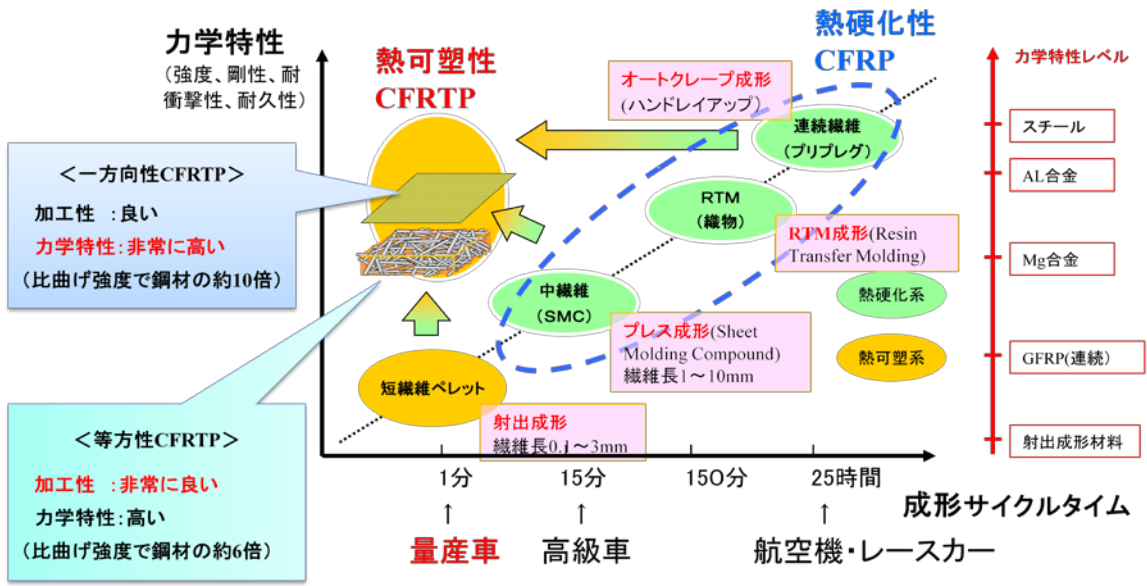 力学特性
(強度、剛性、耐
衝撃性、耐久性)
熱可塑性
CFRTP
熱硬化性
CFRP
力学特性レベル
オートクレーブ成形
(ハンドレイアップ)
連続繊維
(プリプレグ)
スチール
AL合金
＜一方向性CFRTP＞
加工性 :良い
力学特性:非常に高い
(比曲げ強度で鋼材の約10倍)
RTM
(織物)
RTM成形(Resin
Transfer Molding)
Mg合金
中繊維
(SMC)
熱硬化系
プレス成形(Sheet
Molding Compound)
繊維長1～10mm
熱可塑系
GFRP(連続)
短繊維ペレット
射出成形
繊維長0.1～3mm
射出成形材料
＜等方性CFRTP＞
加工性 :非常に良い
力学特性:高い
(比曲げ強度で鋼材の約6倍)
1分
15分
150分
25時間
成形サイクルタイム
↑
↑
↑
量産車
高級車
航空機・レースカー